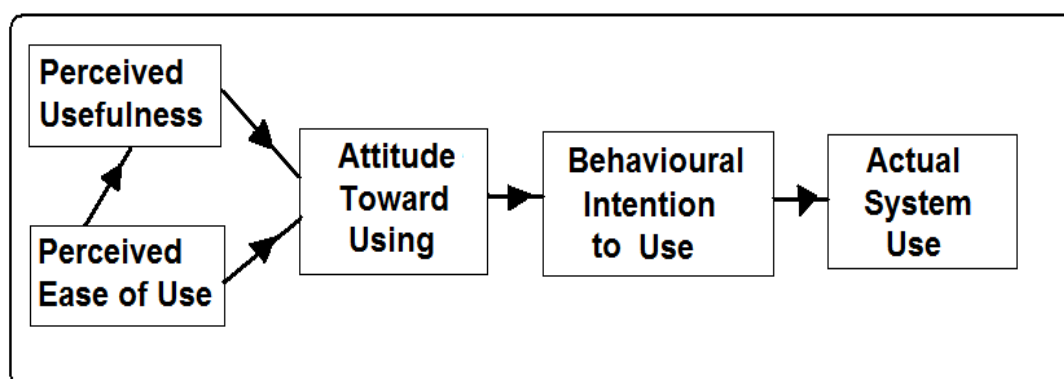 Perceived
Usefulness
Perceived
Ease of Use
Attitude
Toward
Using
Behavioural
Intention
to Use
Actual
System
Use